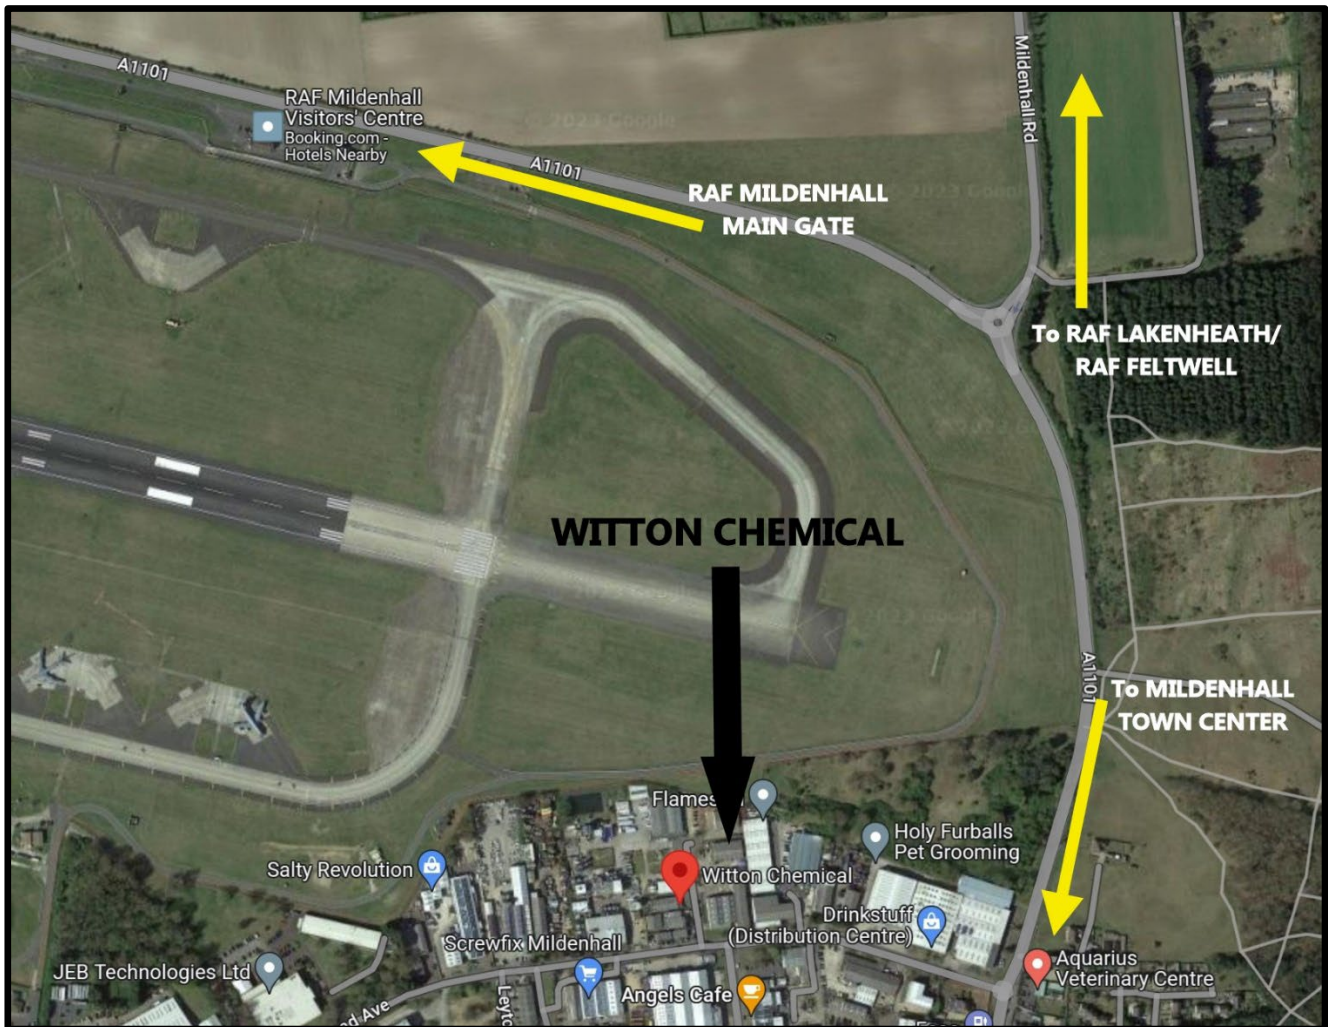 A1101
Mildenhall Rd
RAF Mildenhall
Visitors' Centre
Booking.com -
Hotels Nearby
A1101
RAF MILDENHALL
MAIN GATE
To RAF LAKENHEATH/
RAF FELTWELL
WITTON CHEMICAL
A1101
To MILDENHALL
TOWN CENTER
Holy Furballs
Pet Grooming
Salty Revolution
Witton Chemical
Drinkstuff
(Distribution Centre)
Screwfix Mildenhall
JEB Technologies Ltd
Angels Cafe
Aquarius
Veterinary Centre
Ave